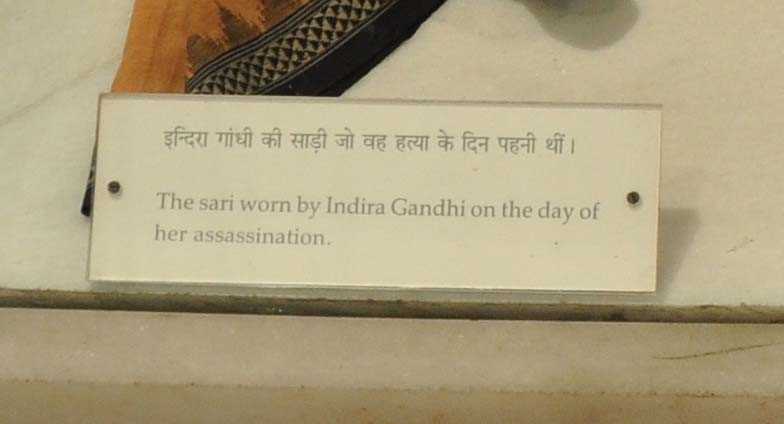 इन्दिरा गांधी की साड़ी जो वह हत्या के दिन पहनी थीं।
The sari worn by Indira Gandhi on the day of
her assassination.